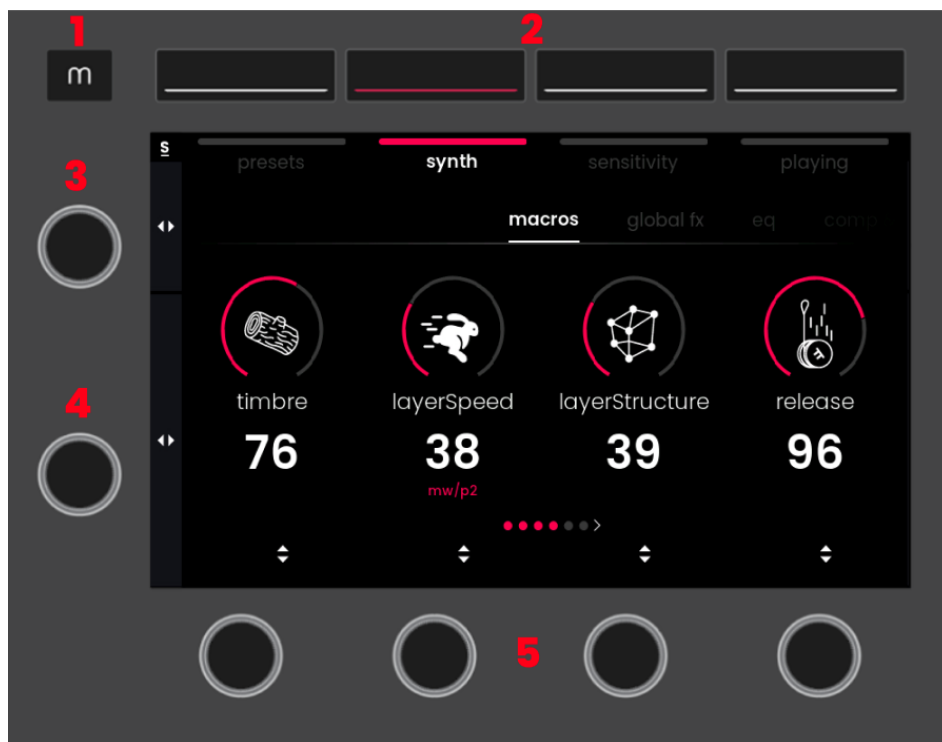 1
2
m
S
presets synth sensitivity playing
3
macros global fx eq comp
timbre layerSpeed layerStructure release
4
76 38 39 96
mw/p2
5